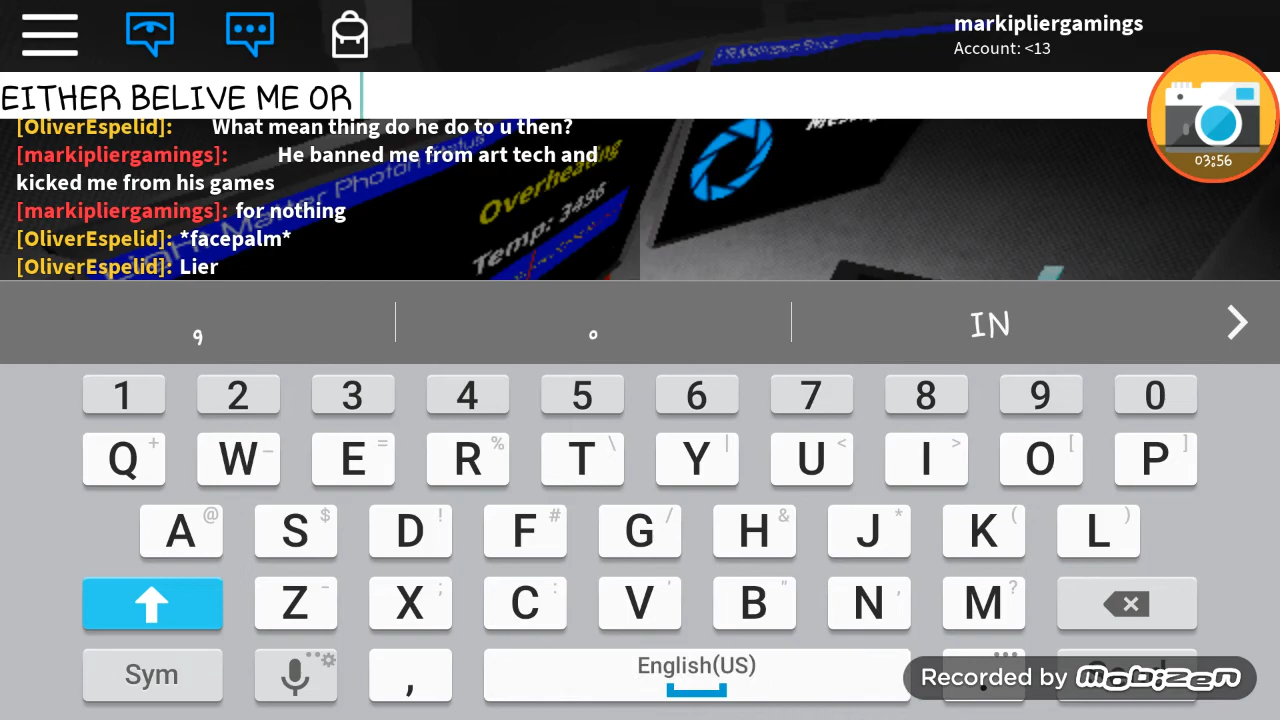 markipliergamings
Account: <13
EITHER BELIVE ME OR
03:56
[OliverEspelid]: What mean thing do he do to u then?
[markipliergamings]: He banned me from art tech and
kicked me from his games
[markipliergamings]: for nothing
[OliverEspelid]: *facepalm*
[OliverEspelid]: Lier
Overheating
Temp: 3496
, . IN
1 2 3 4 5 6 7 8 9 0
Q + W - E = R % T \ Y | U < I > O [ P ]
A @ S $ D ! F # G / H & J * K ( L )
Z - X ; C : V ' B " N , M ?
Sym , English(US)
Recorded by mobizen